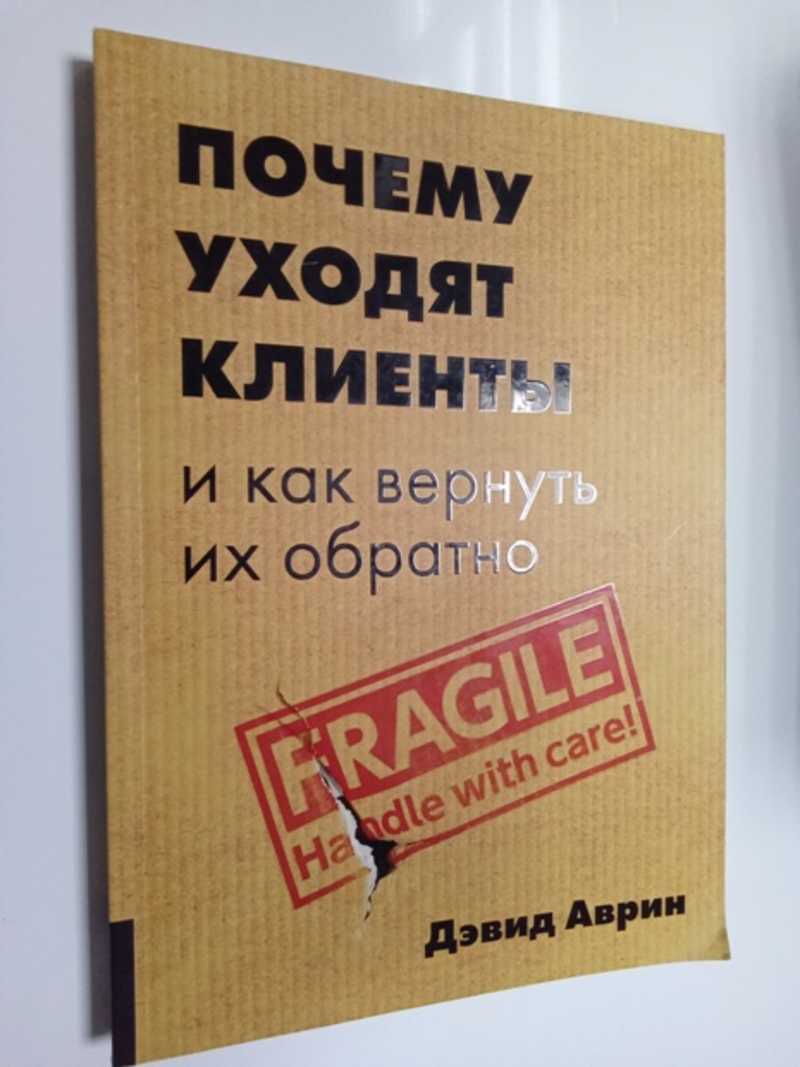 ПОЧЕМУ
УХОДЯТ
КЛИЕНТЫ
и как вернуть
их обратно
FRAGILE
Handle with care!
Дэвид Аврин